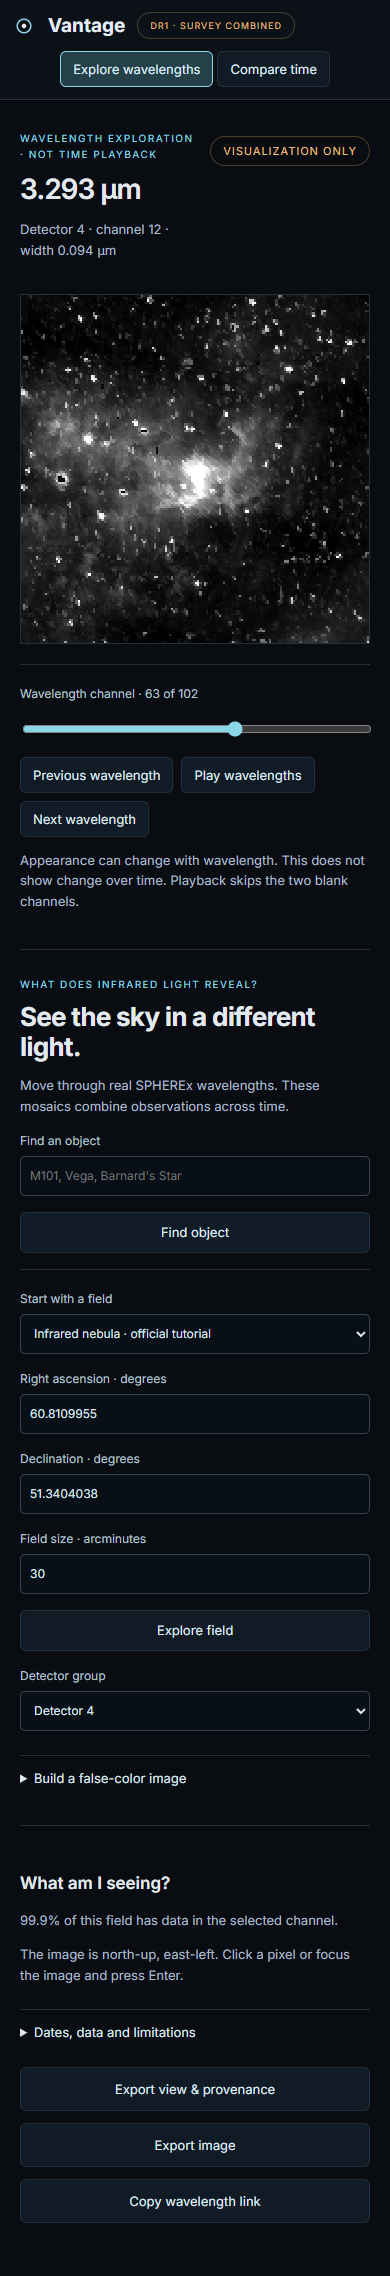 Vantage
DR1 · SURVEY COMBINED
Explore wavelengths
Compare time
WAVELENGTH EXPLORATION
· NOT TIME PLAYBACK
VISUALIZATION ONLY
3.293 μm
Detector 4 · channel 12 ·
width 0.094 μm
Wavelength channel · 63 of 102
Previous wavelength
Play wavelengths
Next wavelength
Appearance can change with wavelength. This does not
show change over time. Playback skips the two blank
channels.
WHAT DOES INFRARED LIGHT REVEAL?
See the sky in a different
light.
Move through real SPHEREx wavelengths. These
mosaics combine observations across time.
Find an object
M101, Vega, Barnard's Star
Find object
Start with a field
Infrared nebula · official tutorial
Right ascension · degrees
60.8109955
Declination · degrees
51.3404038
Field size · arcminutes
30
Explore field
Detector group
Detector 4
Build a false-color image
What am I seeing?
99.9% of this field has data in the selected channel.
The image is north-up, east-left. Click a pixel or focus
the image and press Enter.
Dates, data and limitations
Export view & provenance
Export image
Copy wavelength link